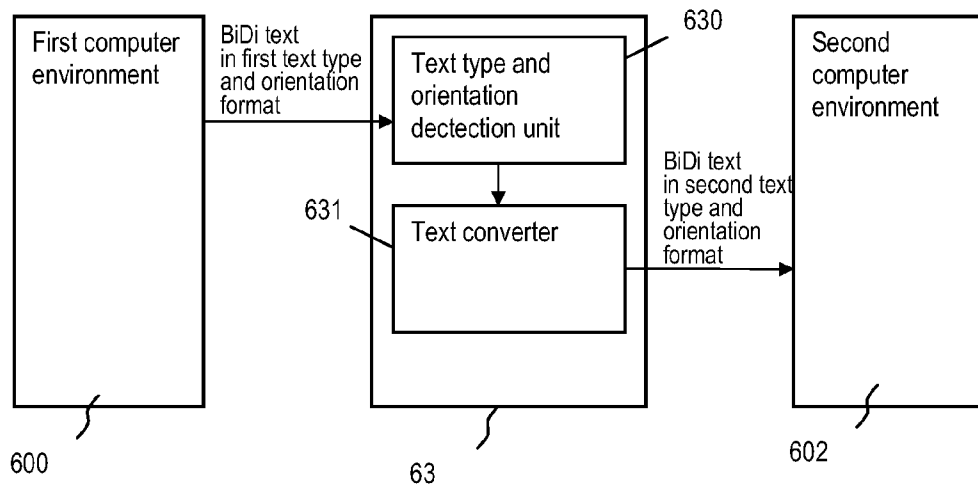 First computer
environment
BiDi text
in first text type
and orientation
format
630
Text type and
orientation
dectection unit
631
Text converter
BiDi text
in second text
type and
orientation
format
Second
computer
environment
600
63
602